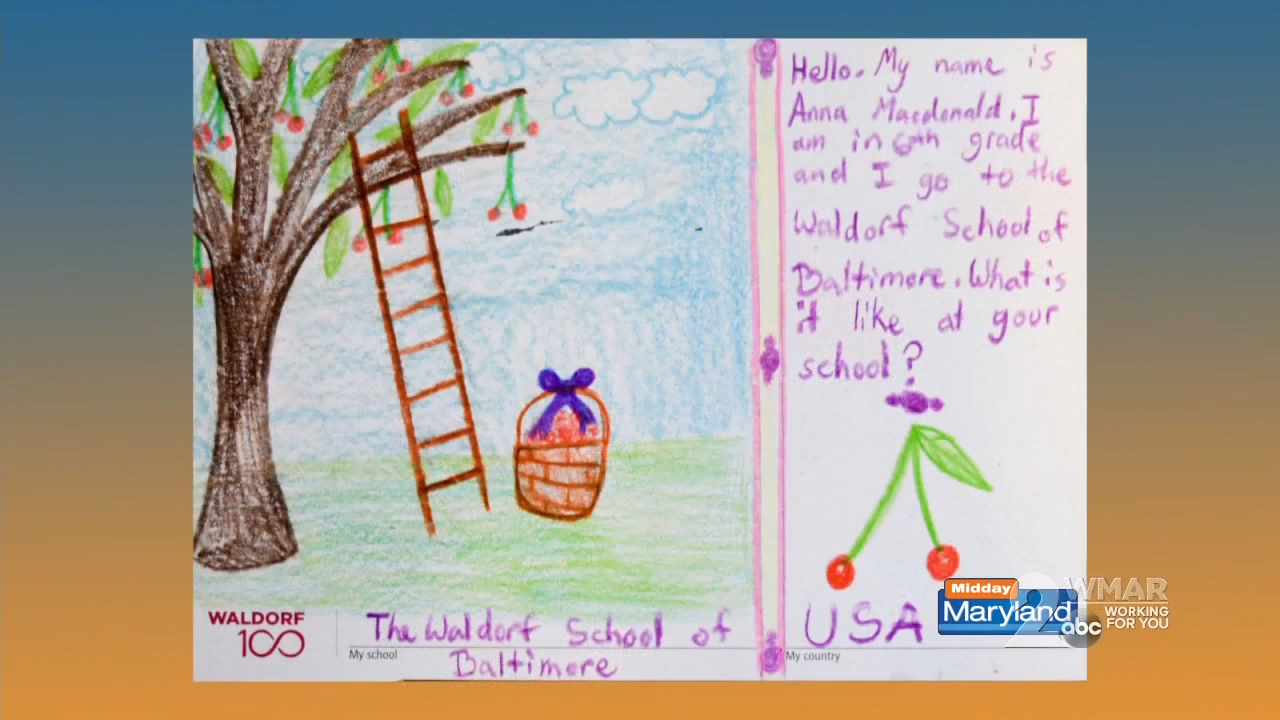 Hello. My name is
Anna Macdonald. I
am in 6th grade
and I go to the
Waldorf School of
Baltimore. What is
it like at your
school?
WALDORF
100
The Waldorf School of
Baltimore
My school
USA
My country
Midday
Maryland
2
abc
WMAR
WORKING
FOR YOU